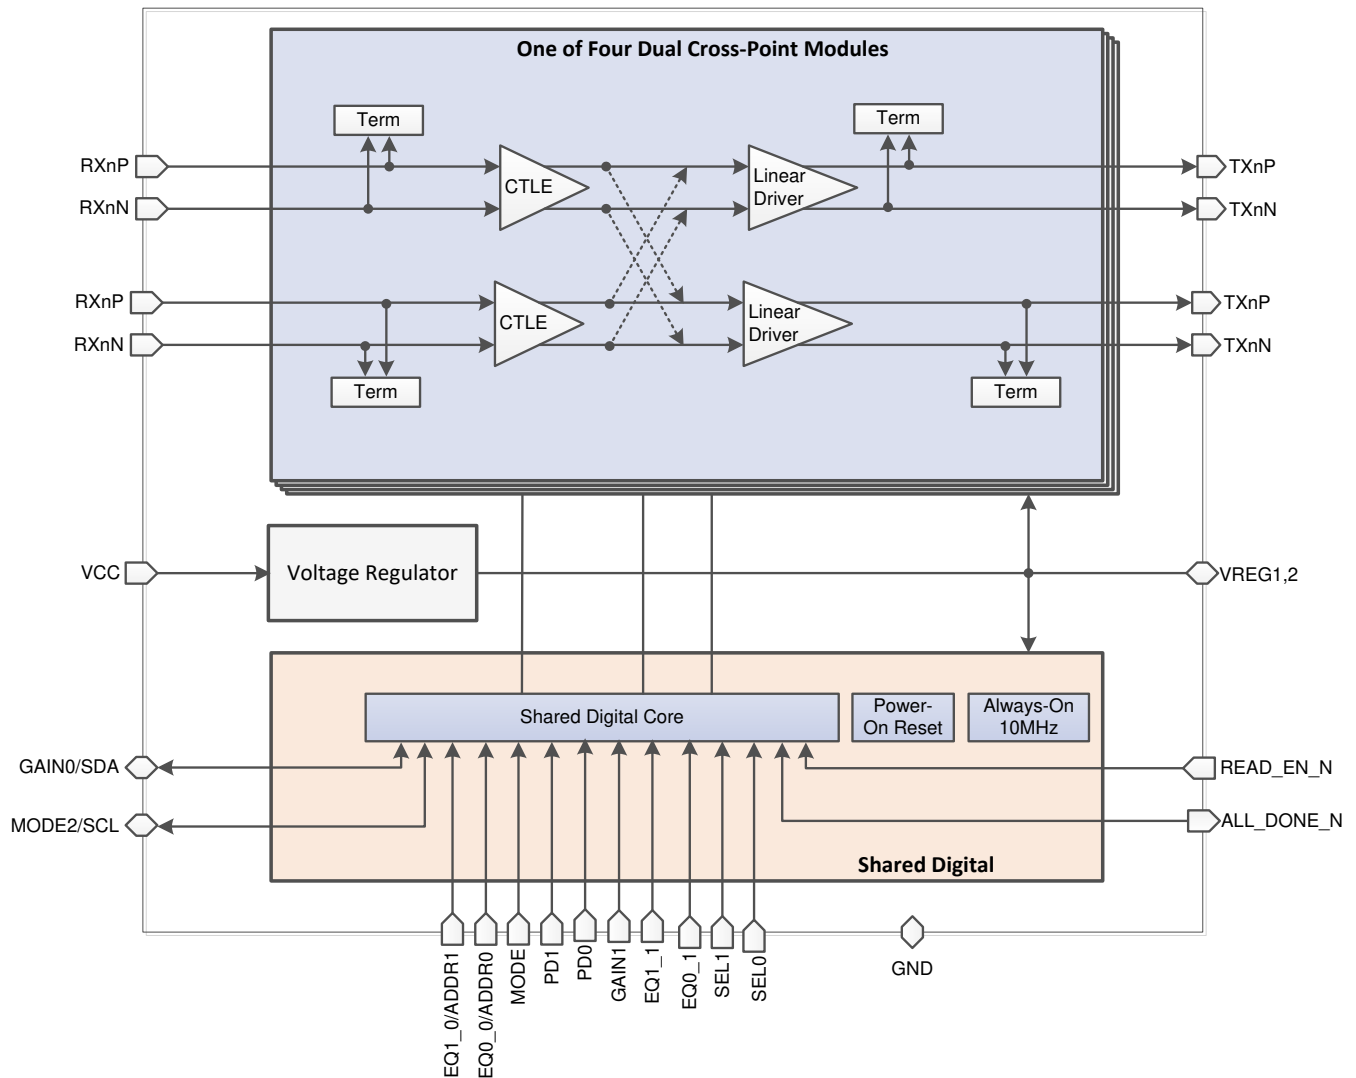 One of Four Dual Cross-Point Modules
Term
Term
RXnP
CTLE
Linear
Driver
TXnP
RXnN
TXnN
RXnP
CTLE
Linear
Driver
TXnP
RXnN
TXnN
Term
Term
VCC
Voltage Regulator
VREG1,2
Shared Digital Core
Power-
On Reset
Always-On
10MHz
GAIN0/SDA
READ_EN_N
MODE2/SCL
ALL_DONE_N
Shared Digital
EQ1_0/ADDR1
EQ0_0/ADDR0
MODE
PD1
PD0
GAIN1
EQ1_1
EQ0_1
SEL1
SEL0
GND